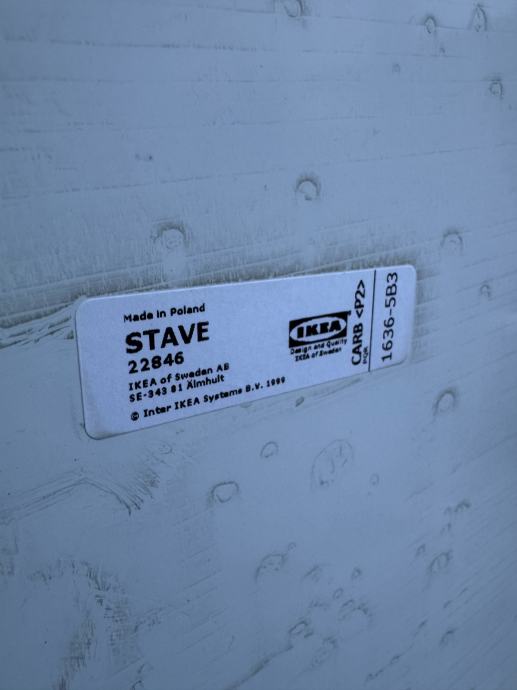 Made in Poland
STAVE
22846
IKEA of Sweden AB
SE-343 81 Älmhult
© Inter IKEA Systems B.V. 1999
IKEA
Design and Quality
IKEA of Sweden
CARB <P2>
1636-5B3